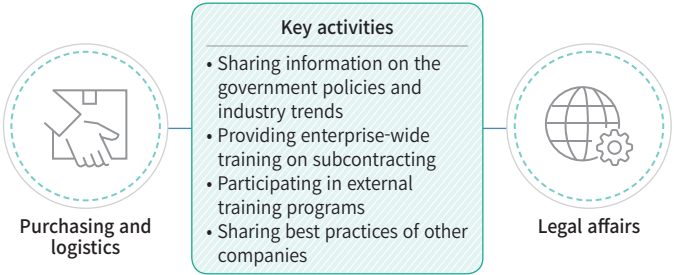 Key activities
• Sharing information on the
government policies and
industry trends
• Providing enterprise-wide
training on subcontracting
• Participating in external
training programs
• Sharing best practices of other
companies
Purchasing and
logistics
Legal affairs